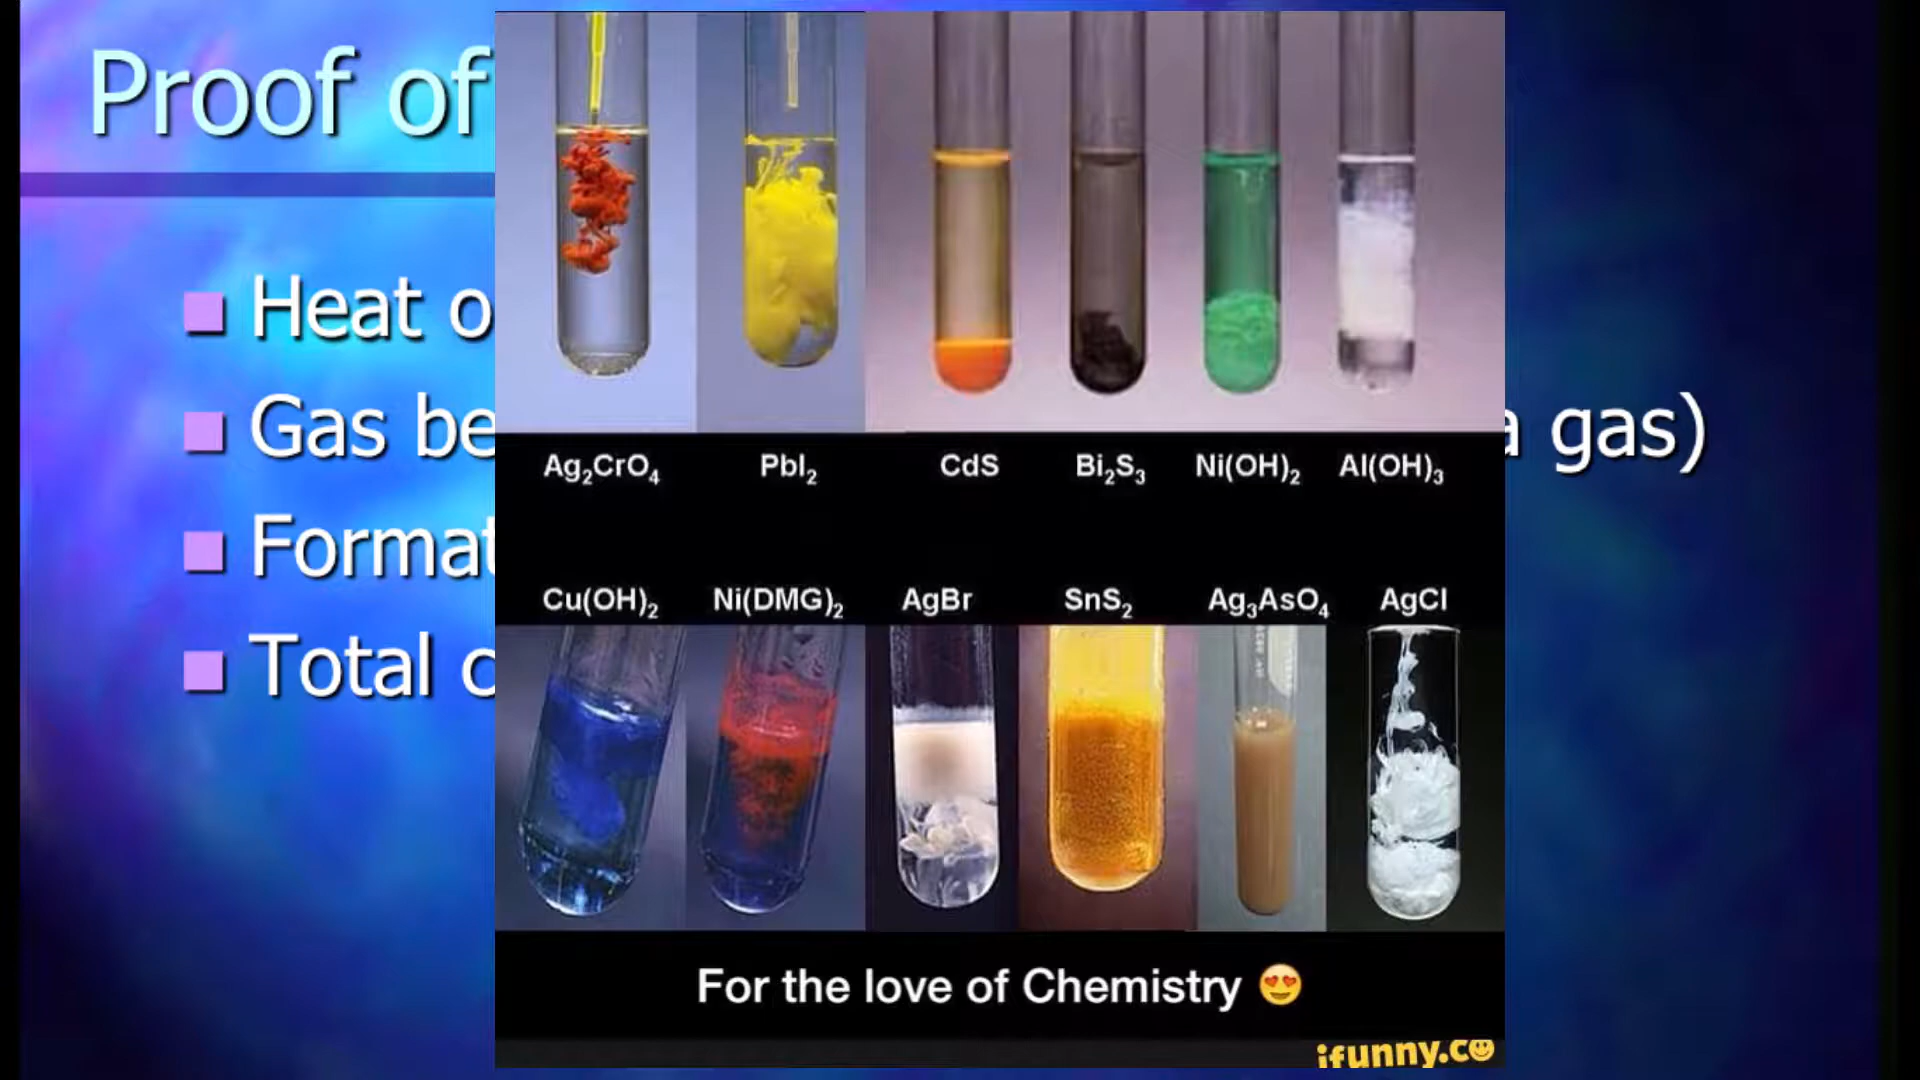 Proof of
Heat o
Gas be
a gas)
Format
Total c
Ag₂CrO₄ PbI₂ CdS Bi₂S₃ Ni(OH)₂ Al(OH)₃
Cu(OH)₂ Ni(DMG)₂ AgBr SnS₂ Ag₃AsO₄ AgCl
For the love of Chemistry 😍
ifunny.co